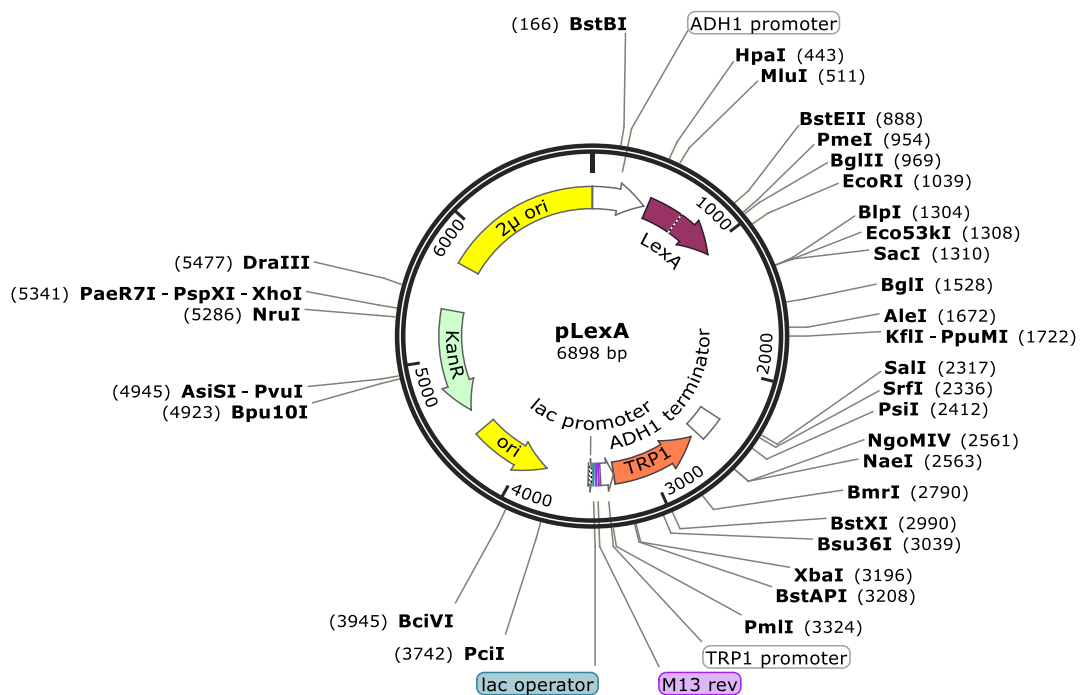 (166) BstBI
ADH1 promoter
HpaI (443)
MluI (511)
BstEII (888)
PmeI (954)
BglII (969)
EcoRI (1039)
BlpI (1304)
Eco53kI (1308)
SacI (1310)
BglI (1528)
AleI (1672)
KflI - PpuMI (1722)
SalI (2317)
SrfI (2336)
PsiI (2412)
NgoMIV (2561)
NaeI (2563)
BmrI (2790)
BstXI (2990)
Bsu36I (3039)
XbaI (3196)
BstAPI (3208)
PmlI (3324)
TRP1 promoter
M13 rev
lac operator
(3742) PciI
(3945) BciVI
(4923) Bpu10I
(4945) AsiSI - PvuI
(5286) NruI
(5341) PaeR7I - PspXI - XhoI
(5477) DraIII
1000
2000
3000
4000
5000
6000
2μ ori
LexA
KanR
pLexA
6898 bp
lac promoter
ADH1 terminator
TRP1
ori